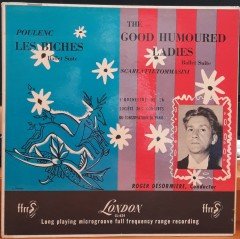 POULENC
LES BICHES
Ballet Suite
THE
GOOD HUMOURED
LADIES
Ballet Suite
SCARLATTI-TOMMASINI
L'ORCHESTRE DE LA
SOCIÉTÉ DES CONCERTS
DU CONSERVATOIRE DE PARIS
ROGER DÉSORMIÈRE, Conductor
ffrr
LONDON
ffrr
Long playing microgroove full frequency range recording